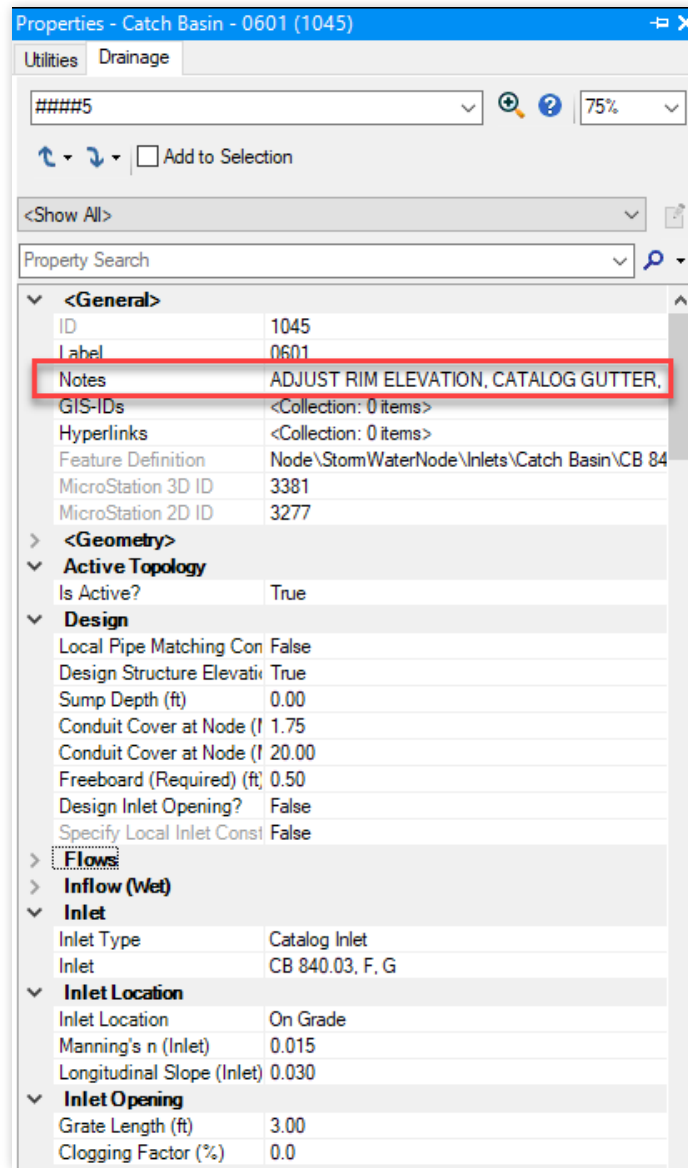 Properties - Catch Basin - 0601 (1045)
Utilities Drainage
####5 75%
Add to Selection
<Show All>
Property Search
<General>
ID 1045
Label 0601
Notes ADJUST RIM ELEVATION, CATALOG GUTTER,
GIS-IDs <Collection: 0 items>
Hyperlinks <Collection: 0 items>
Feature Definition Node\StormWaterNode\Inlets\Catch Basin\CB 84
MicroStation 3D ID 3381
MicroStation 2D ID 3277
<Geometry>
Active Topology
Is Active? True
Design
Local Pipe Matching Con False
Design Structure Elevati True
Sump Depth (ft) 0.00
Conduit Cover at Node (M 1.75
Conduit Cover at Node (M 20.00
Freeboard (Required) (ft) 0.50
Design Inlet Opening? False
Specify Local Inlet Const False
Flows
Inflow (Wet)
Inlet
Inlet Type Catalog Inlet
Inlet CB 840.03, F, G
Inlet Location
Inlet Location On Grade
Manning's n (Inlet) 0.015
Longitudinal Slope (Inlet) 0.030
Inlet Opening
Grate Length (ft) 3.00
Clogging Factor (%) 0.0